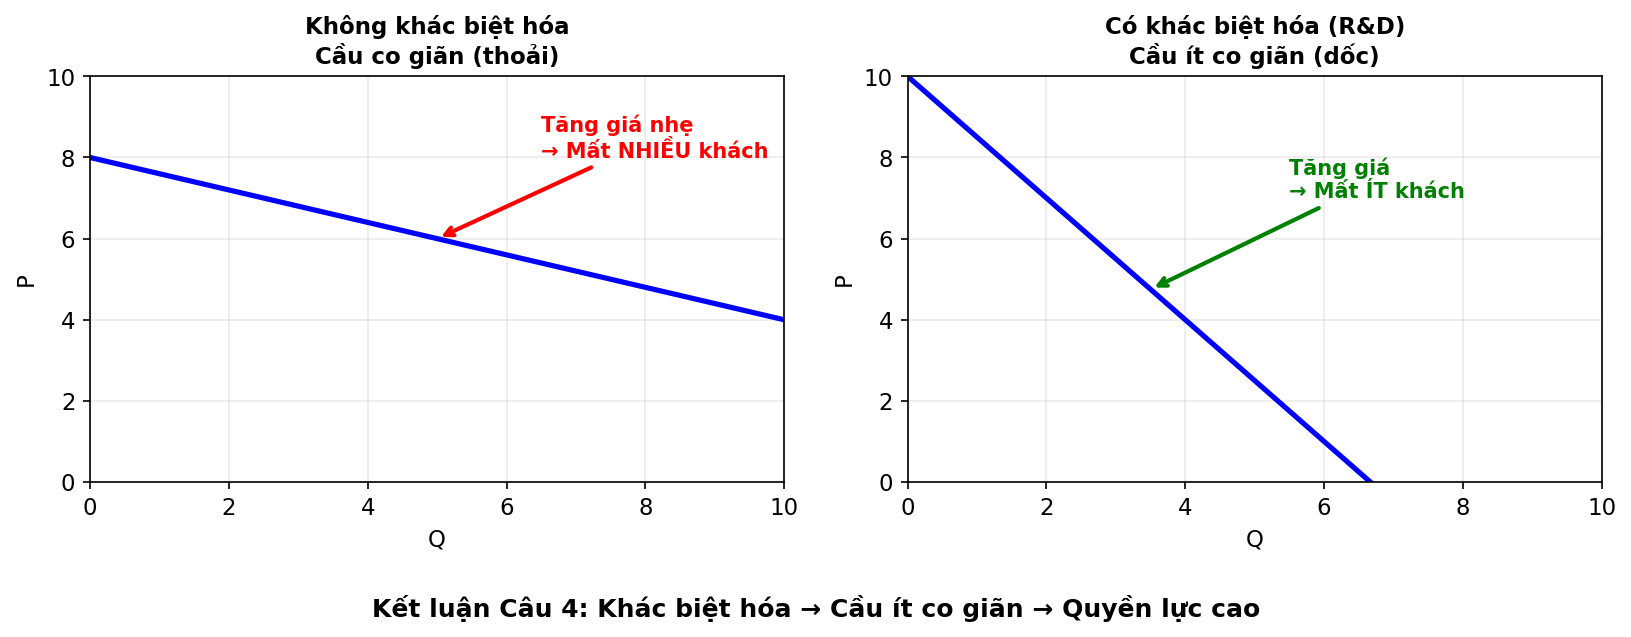 Không khác biệt hóa
Cầu co giãn (thoải)
10
8
6
4
2
0
P
Tăng giá nhẹ
→ Mất NHIỀU khách
0 2 4 6 8 10
Q
Có khác biệt hóa (R&D)
Cầu ít co giãn (dốc)
10
8
6
4
2
0
P
Tăng giá
→ Mất ÍT khách
0 2 4 6 8 10
Q
Kết luận Câu 4: Khác biệt hóa → Cầu ít co giãn → Quyền lực cao